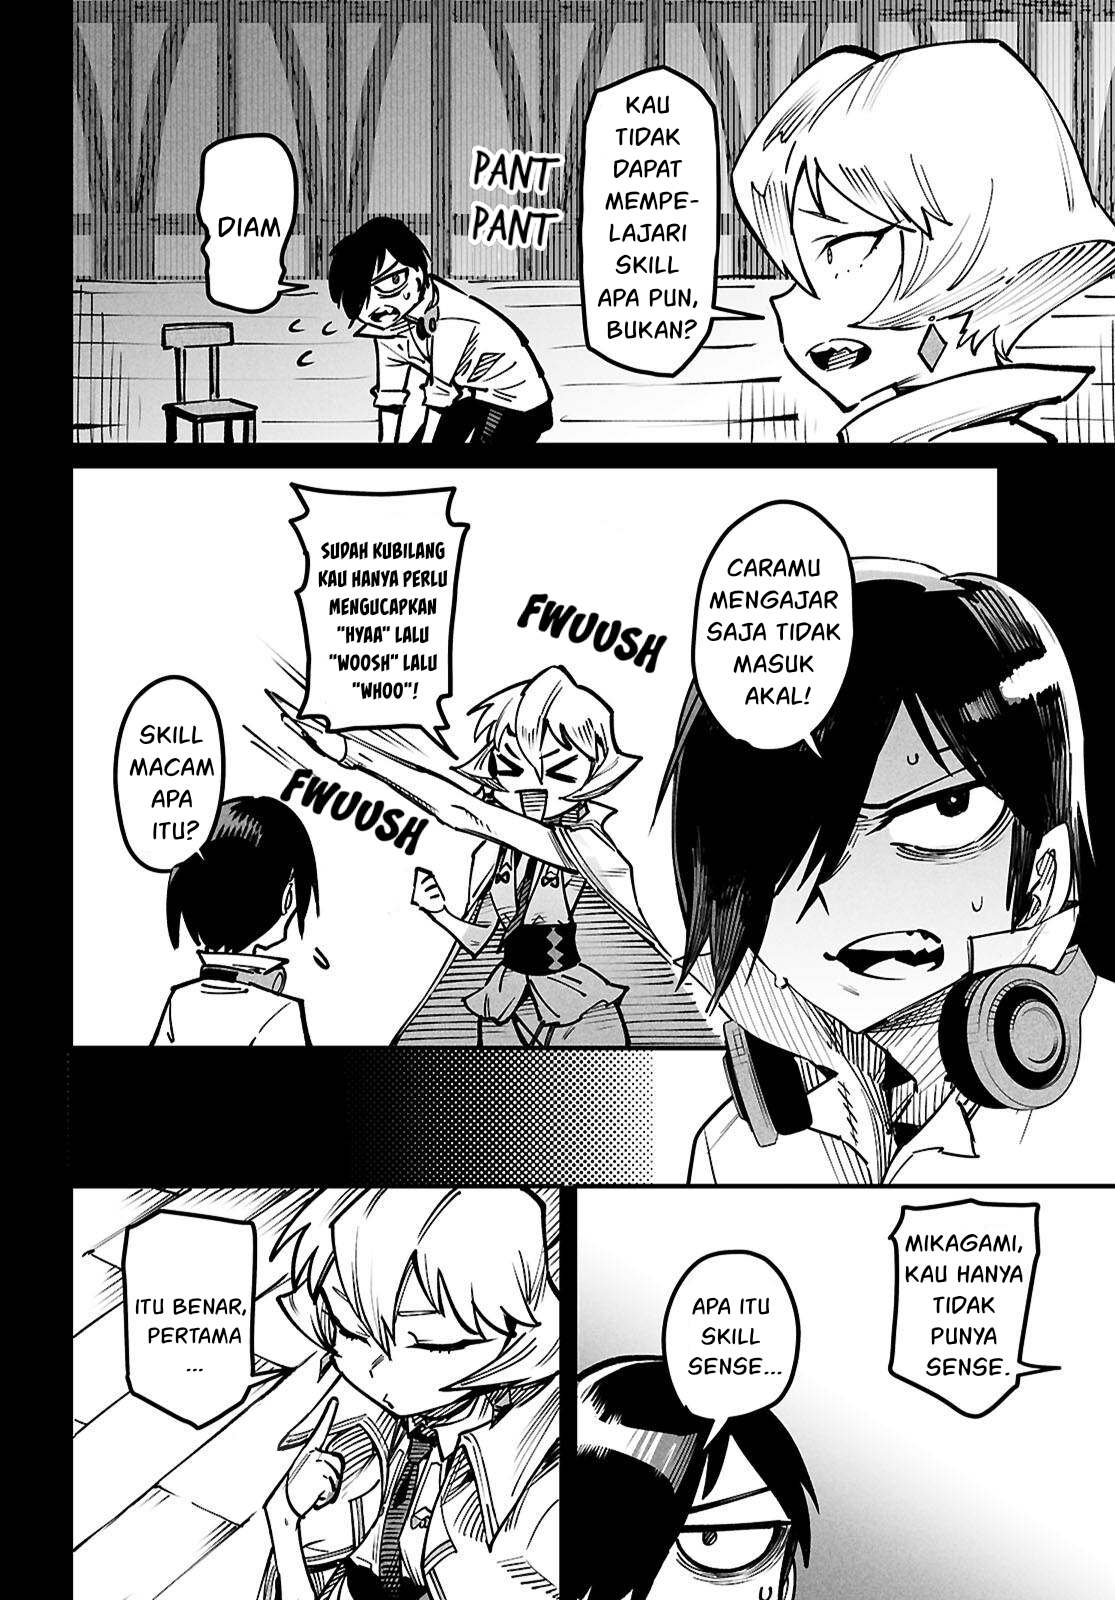 KAU
TIDAK
DAPAT
MEMPE-
LAJARI
SKILL
APA PUN,
BUKAN?
PANT
PANT
DIAM
CARAMU
MENGAJAR
SAJA TIDAK
MASUK
AKAL!
FWUUSH
SUDAH KUBILANG
KAU HANYA PERLU
MENGUCAPKAN
"HYAA" LALU
"WOOSH" LALU
"WHOO"!
FWUUSH
SKILL
MACAM
APA
ITU?
MIKAGAMI,
KAU HANYA
TIDAK
PUNYA
SENSE.
APA ITU
SKILL
SENSE...
ITU BENAR,
PERTAMA
...